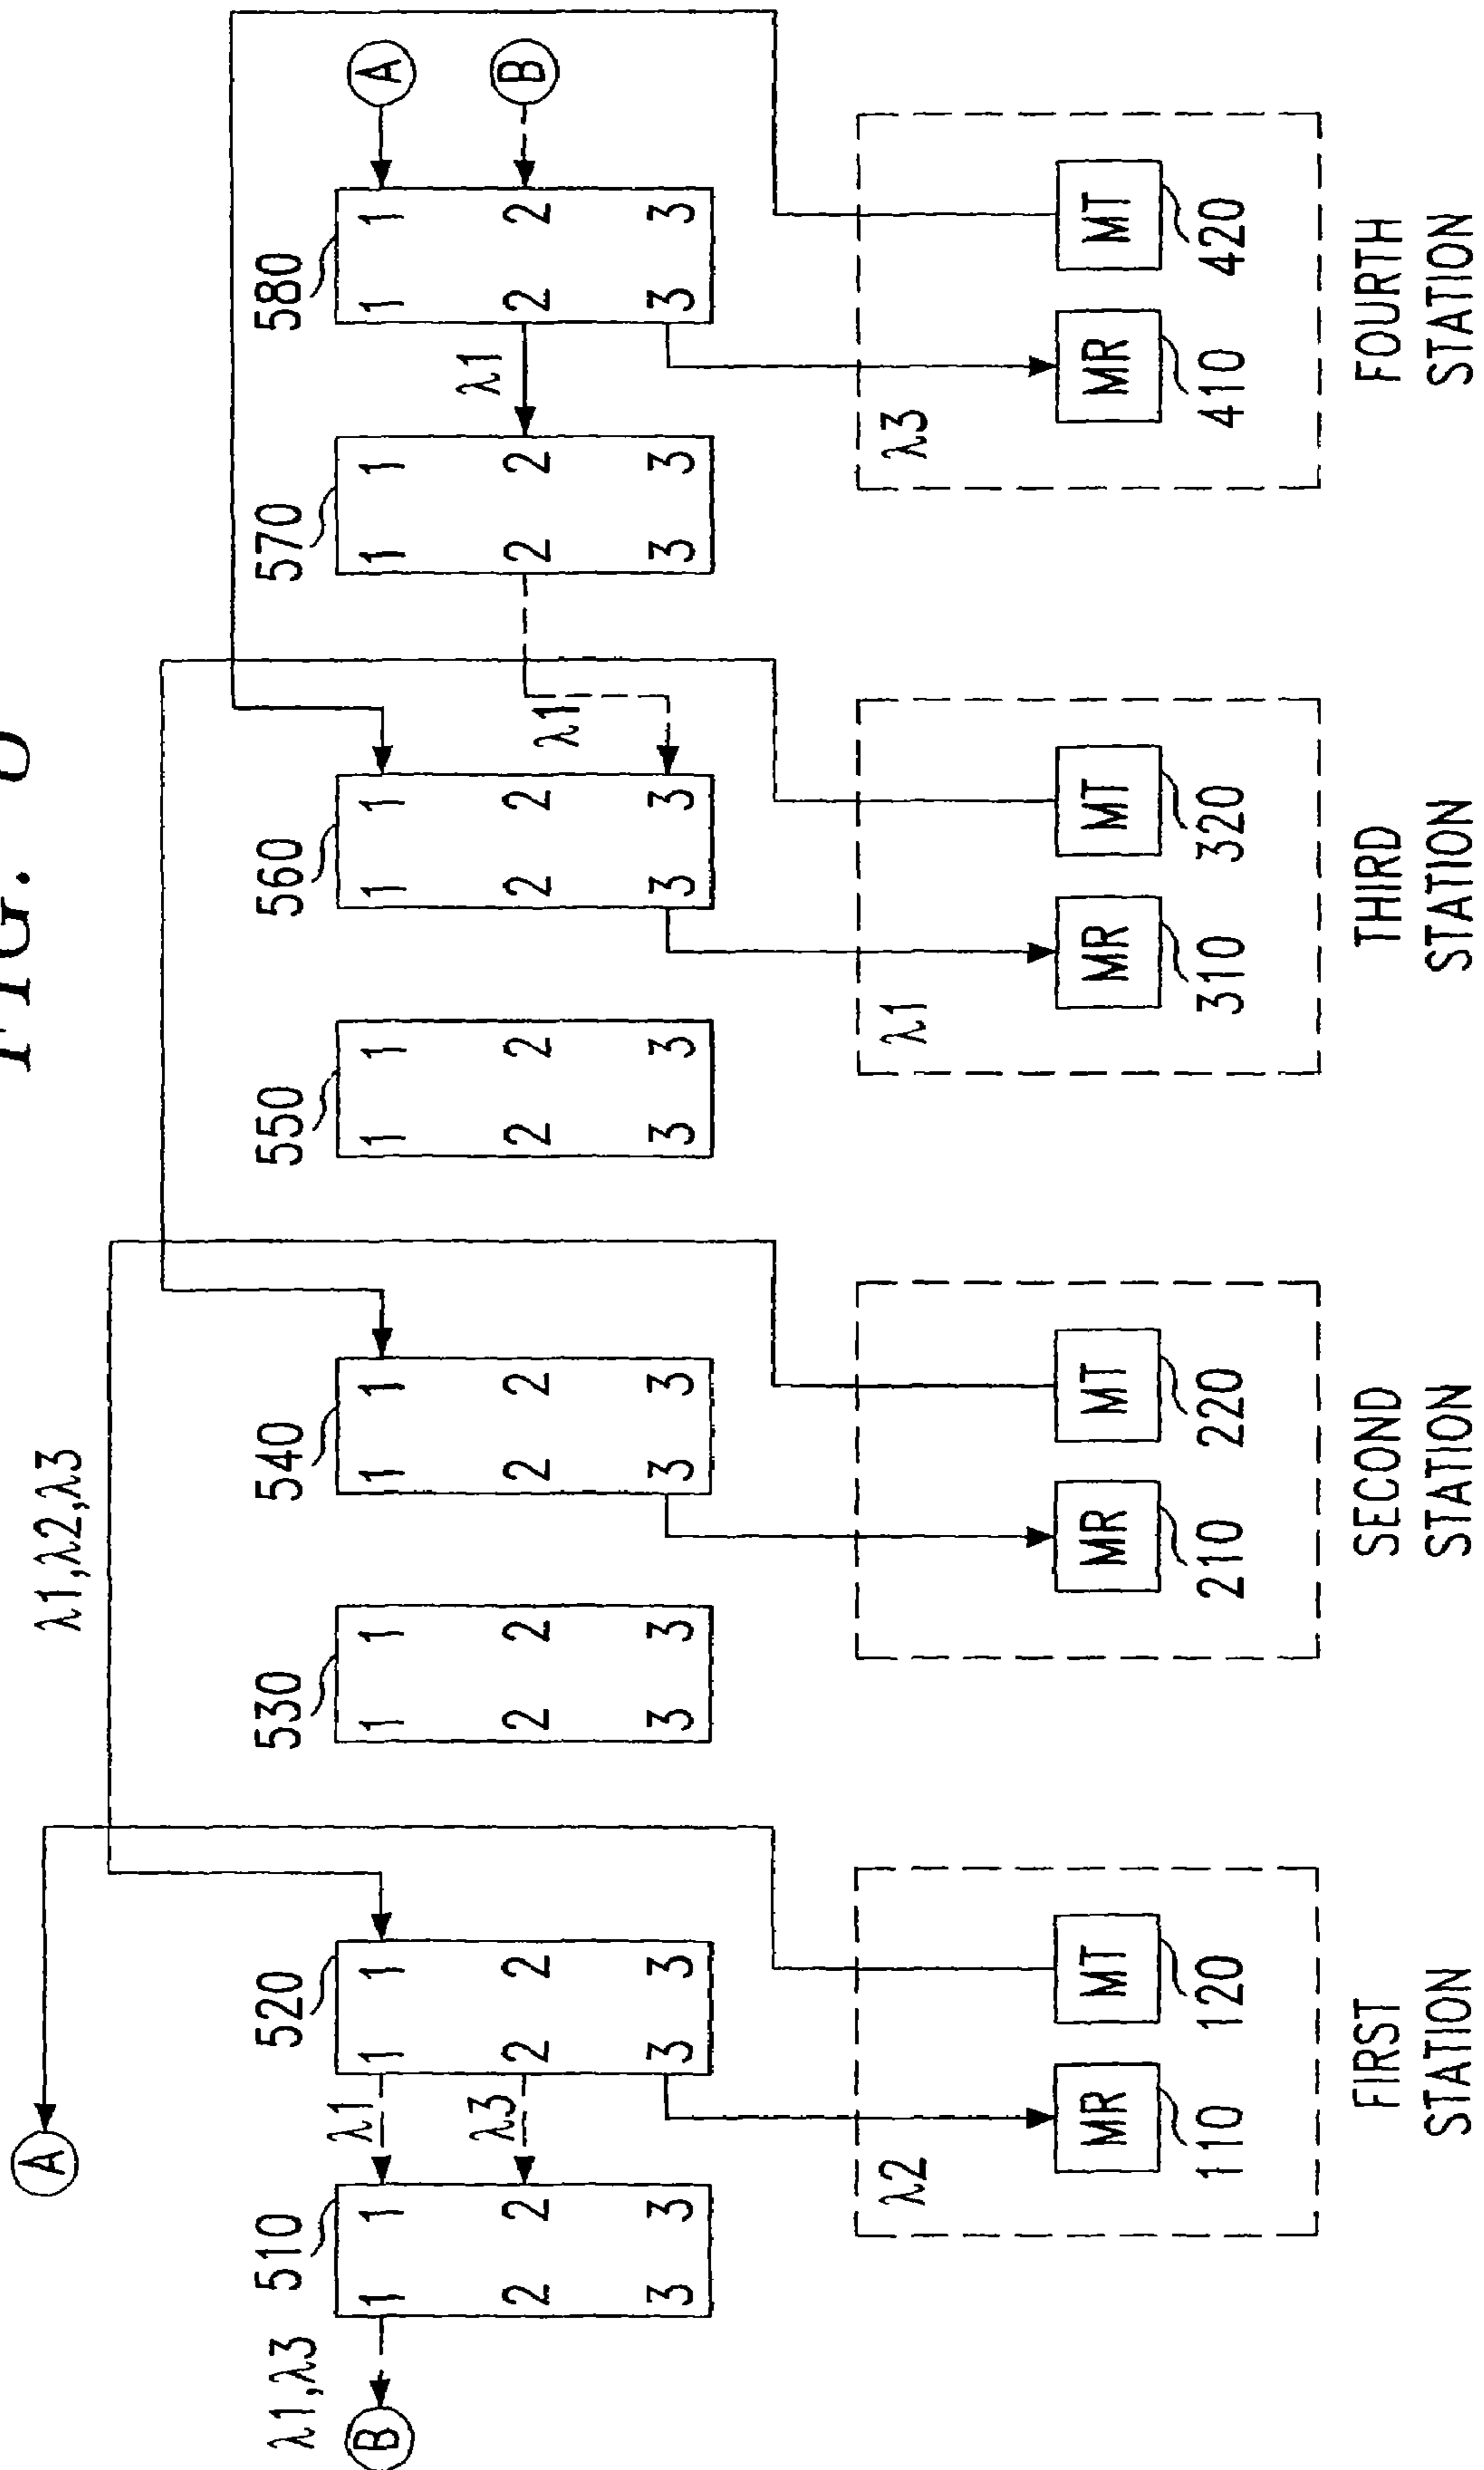 FIG.
A
λ1,λ2,λ3
λ1,λ3
510
520
530
540
550
560
570
580
B
1 1
λ1
1 1
1 1
1 1
1 1
1 1
1 1
1 1
A
2 2
λ3
2 2
2 2
2 2
2 2
2 2
λ1
2 2
λ1
2 2
B
3 3
3 3
3 3
3 3
3 3
3 3
3 3
3 3
λ2
λ1
λ3
MR
MT
MR
MT
MR
MT
MR
MT
110
120
210
220
310
320
410
420
FIRST
STATION
SECOND
STATION
THIRD
STATION
FOURTH
STATION